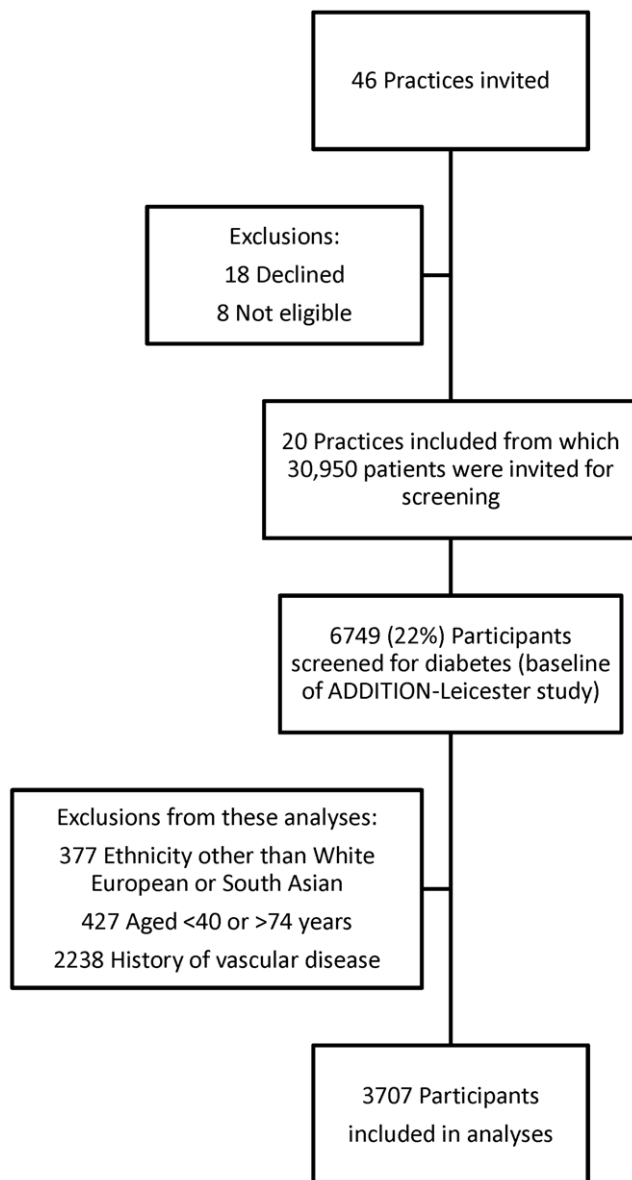 46 Practices invited
Exclusions:
18 Declined
8 Not eligible
20 Practices included from which
30,950 patients were invited for
screening
6749 (22%) Participants
screened for diabetes (baseline
of ADDITION-Leicester study)
Exclusions from these analyses:
377 Ethnicity other than White
European or South Asian
427 Aged <40 or >74 years
2238 History of vascular disease
3707 Participants
included in analyses